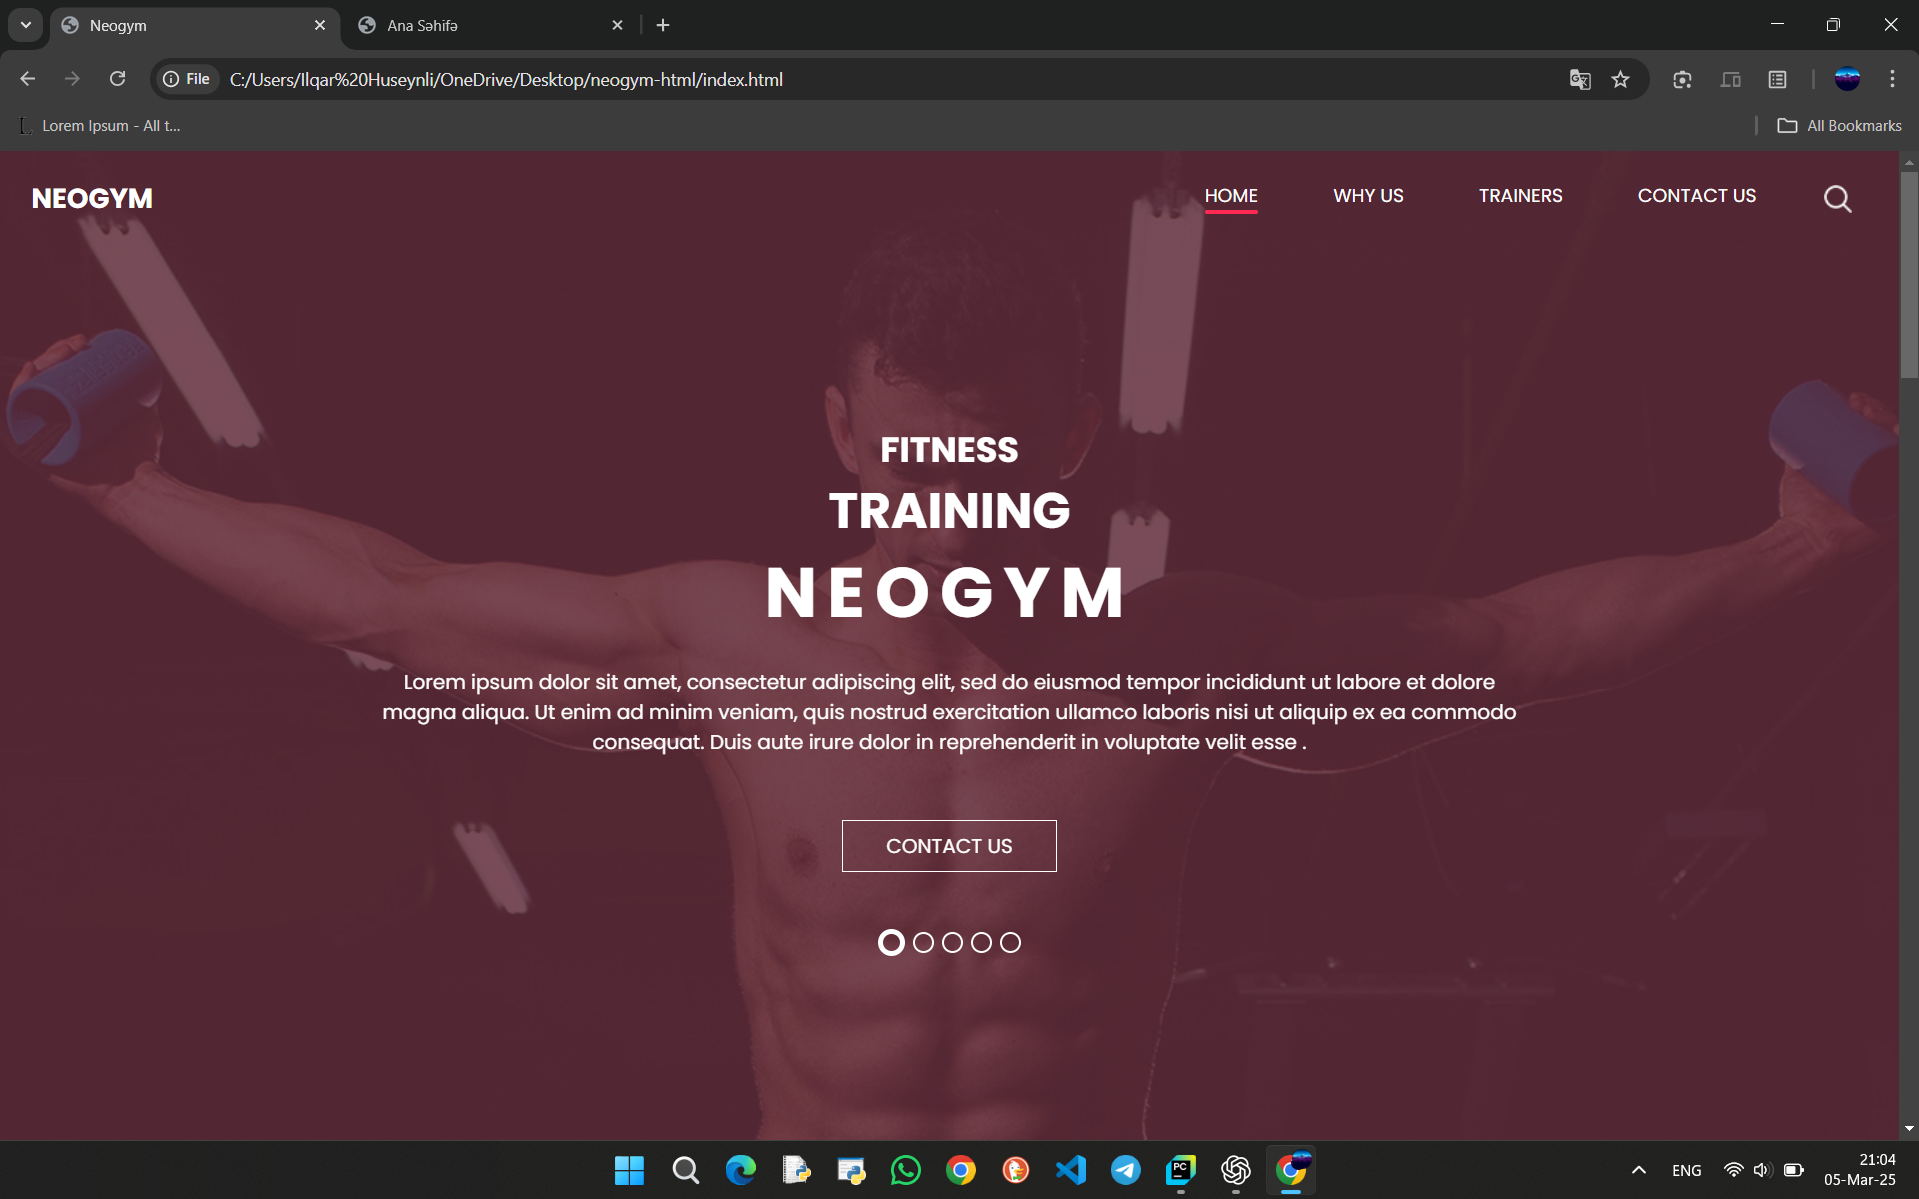 Neogym
Ana Səhifə
File
C:/Users/Ilqar%20Huseynli/OneDrive/Desktop/neogym-html/index.html
Lorem Ipsum - All t...
All Bookmarks
NEOGYM
HOME
WHY US
TRAINERS
CONTACT US
FITNESS
TRAINING
NEOGYM
Lorem ipsum dolor sit amet, consectetur adipiscing elit, sed do eiusmod tempor incididunt ut labore et dolore
magna aliqua. Ut enim ad minim veniam, quis nostrud exercitation ullamco laboris nisi ut aliquip ex ea commodo
consequat. Duis aute irure dolor in reprehenderit in voluptate velit esse .
CONTACT US
PC
ENG
21:04
05-Mar-25